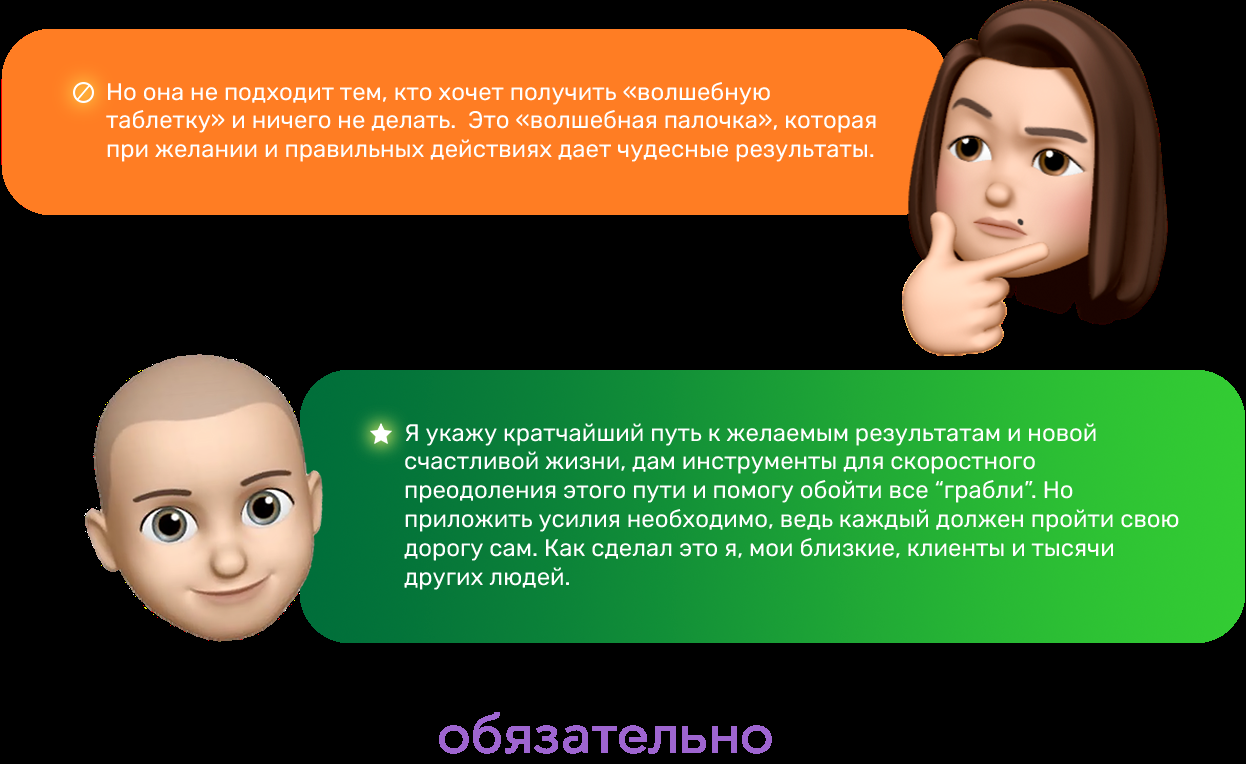 Но она не подходит тем, кто хочет получить «волшебную
таблетку» и ничего не делать.  Это «волшебная палочка», которая
при желании и правильных действиях дает чудесные результаты.
Я укажу кратчайший путь к желаемым результатам и новой
счастливой жизни, дам инструменты для скоростного
преодоления этого пути и помогу обойти все “грабли”. Но
приложить усилия необходимо, ведь каждый должен пройти свою
дорогу сам. Как сделал это я, мои близкие, клиенты и тысячи
других людей.
обязательно